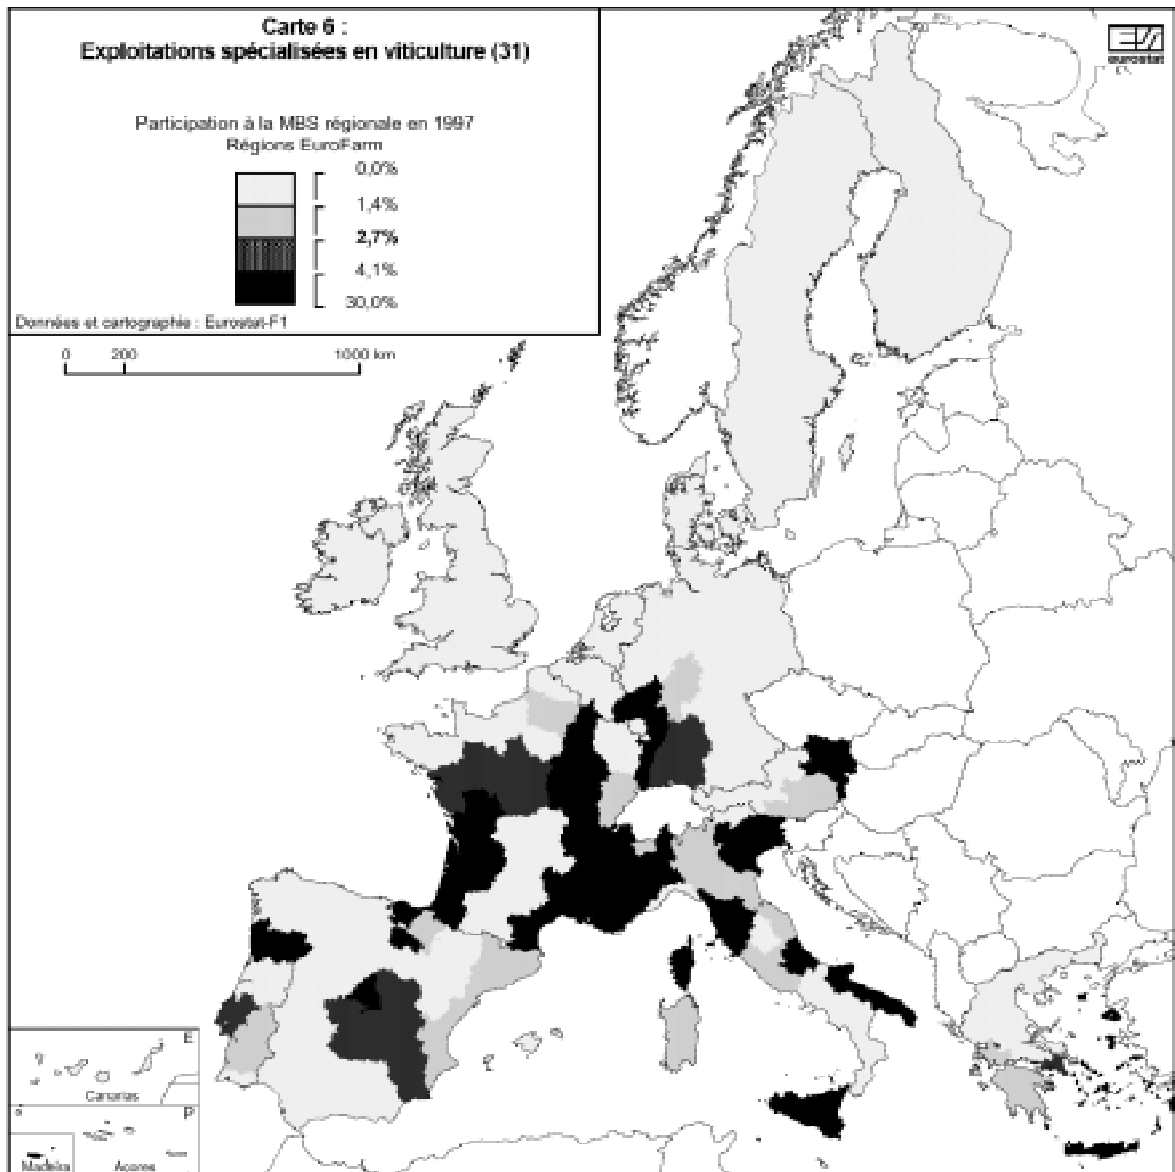 Carte 6 :
Exploitations spécialisées en viticulture (31)
Participation à la MBS régionale en 1997
Régions EuroFarm
0,0%
1,4%
2,7%
4,1%
30,0%
Données et cartographie : Eurostat-F1
eurostat
0 200 1000 km
E
Canarias
P
Madeira
Açores